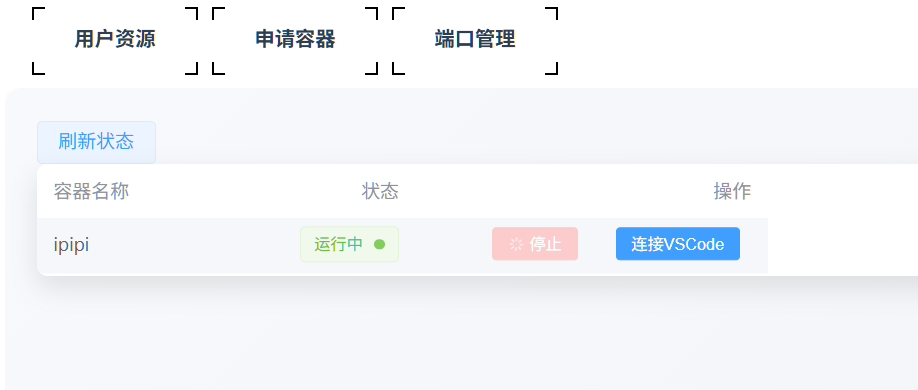 用户资源 申请容器 端口管理
刷新状态
容器名称 状态 操作
ipipi 运行中 停止 连接VSCode